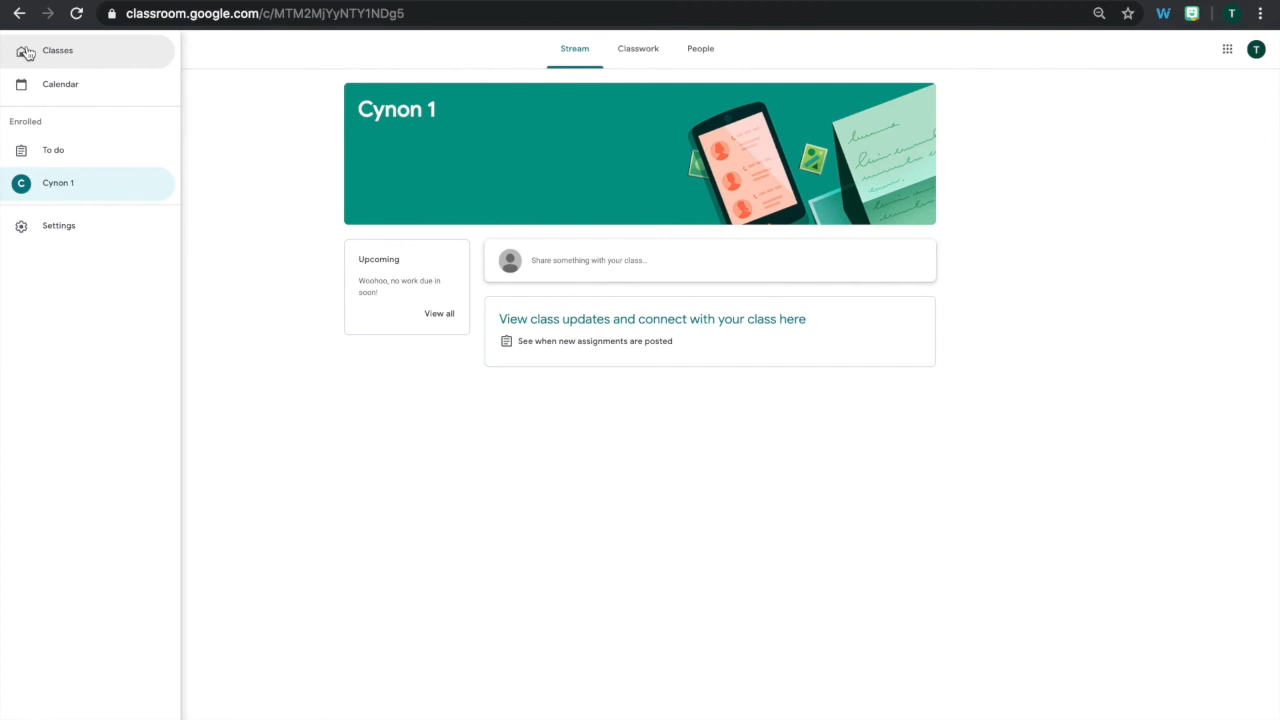 classroom.google.com/c/MTM2MjYyNTY1NDg5
W
T
Classes
Calendar
Enrolled
To do
C Cynon 1
Settings
Stream Classwork People
T
Cynon 1
Upcoming
Woohoo, no work due in
soon!
View all
Share something with your class...
View class updates and connect with your class here
See when new assignments are posted